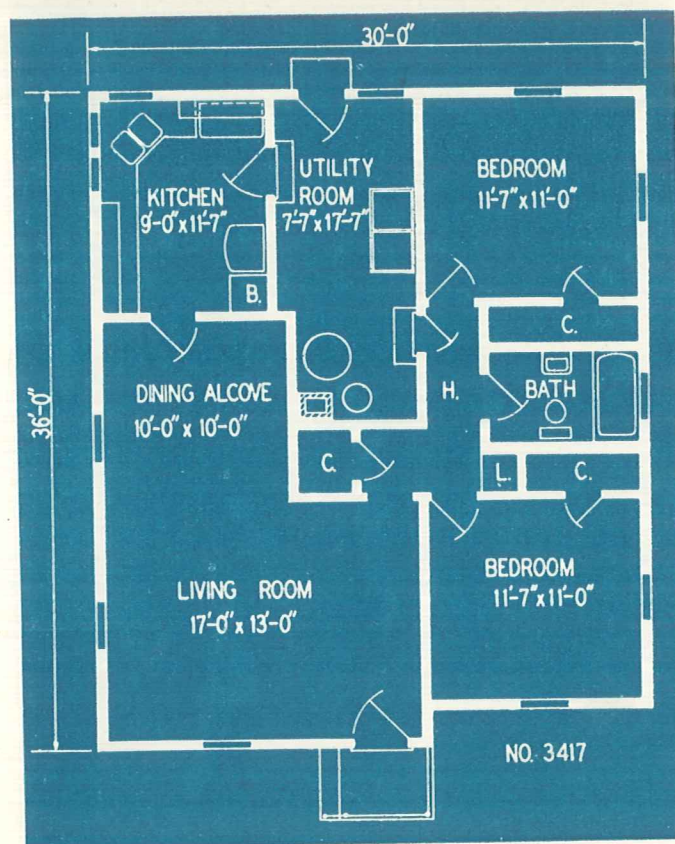 30'-0"
36'-0"
KITCHEN
9'-0"x11'-7"
B.
UTILITY
ROOM
7'-7"x17'-7"
BEDROOM
11'-7"x11'-0"
C.
DINING ALCOVE
10'-0" x 10'-0"
H.
BATH
C.
L.
C.
LIVING ROOM
17'-0" x 13'-0"
BEDROOM
11'-7"x11'-0"
NO. 3417